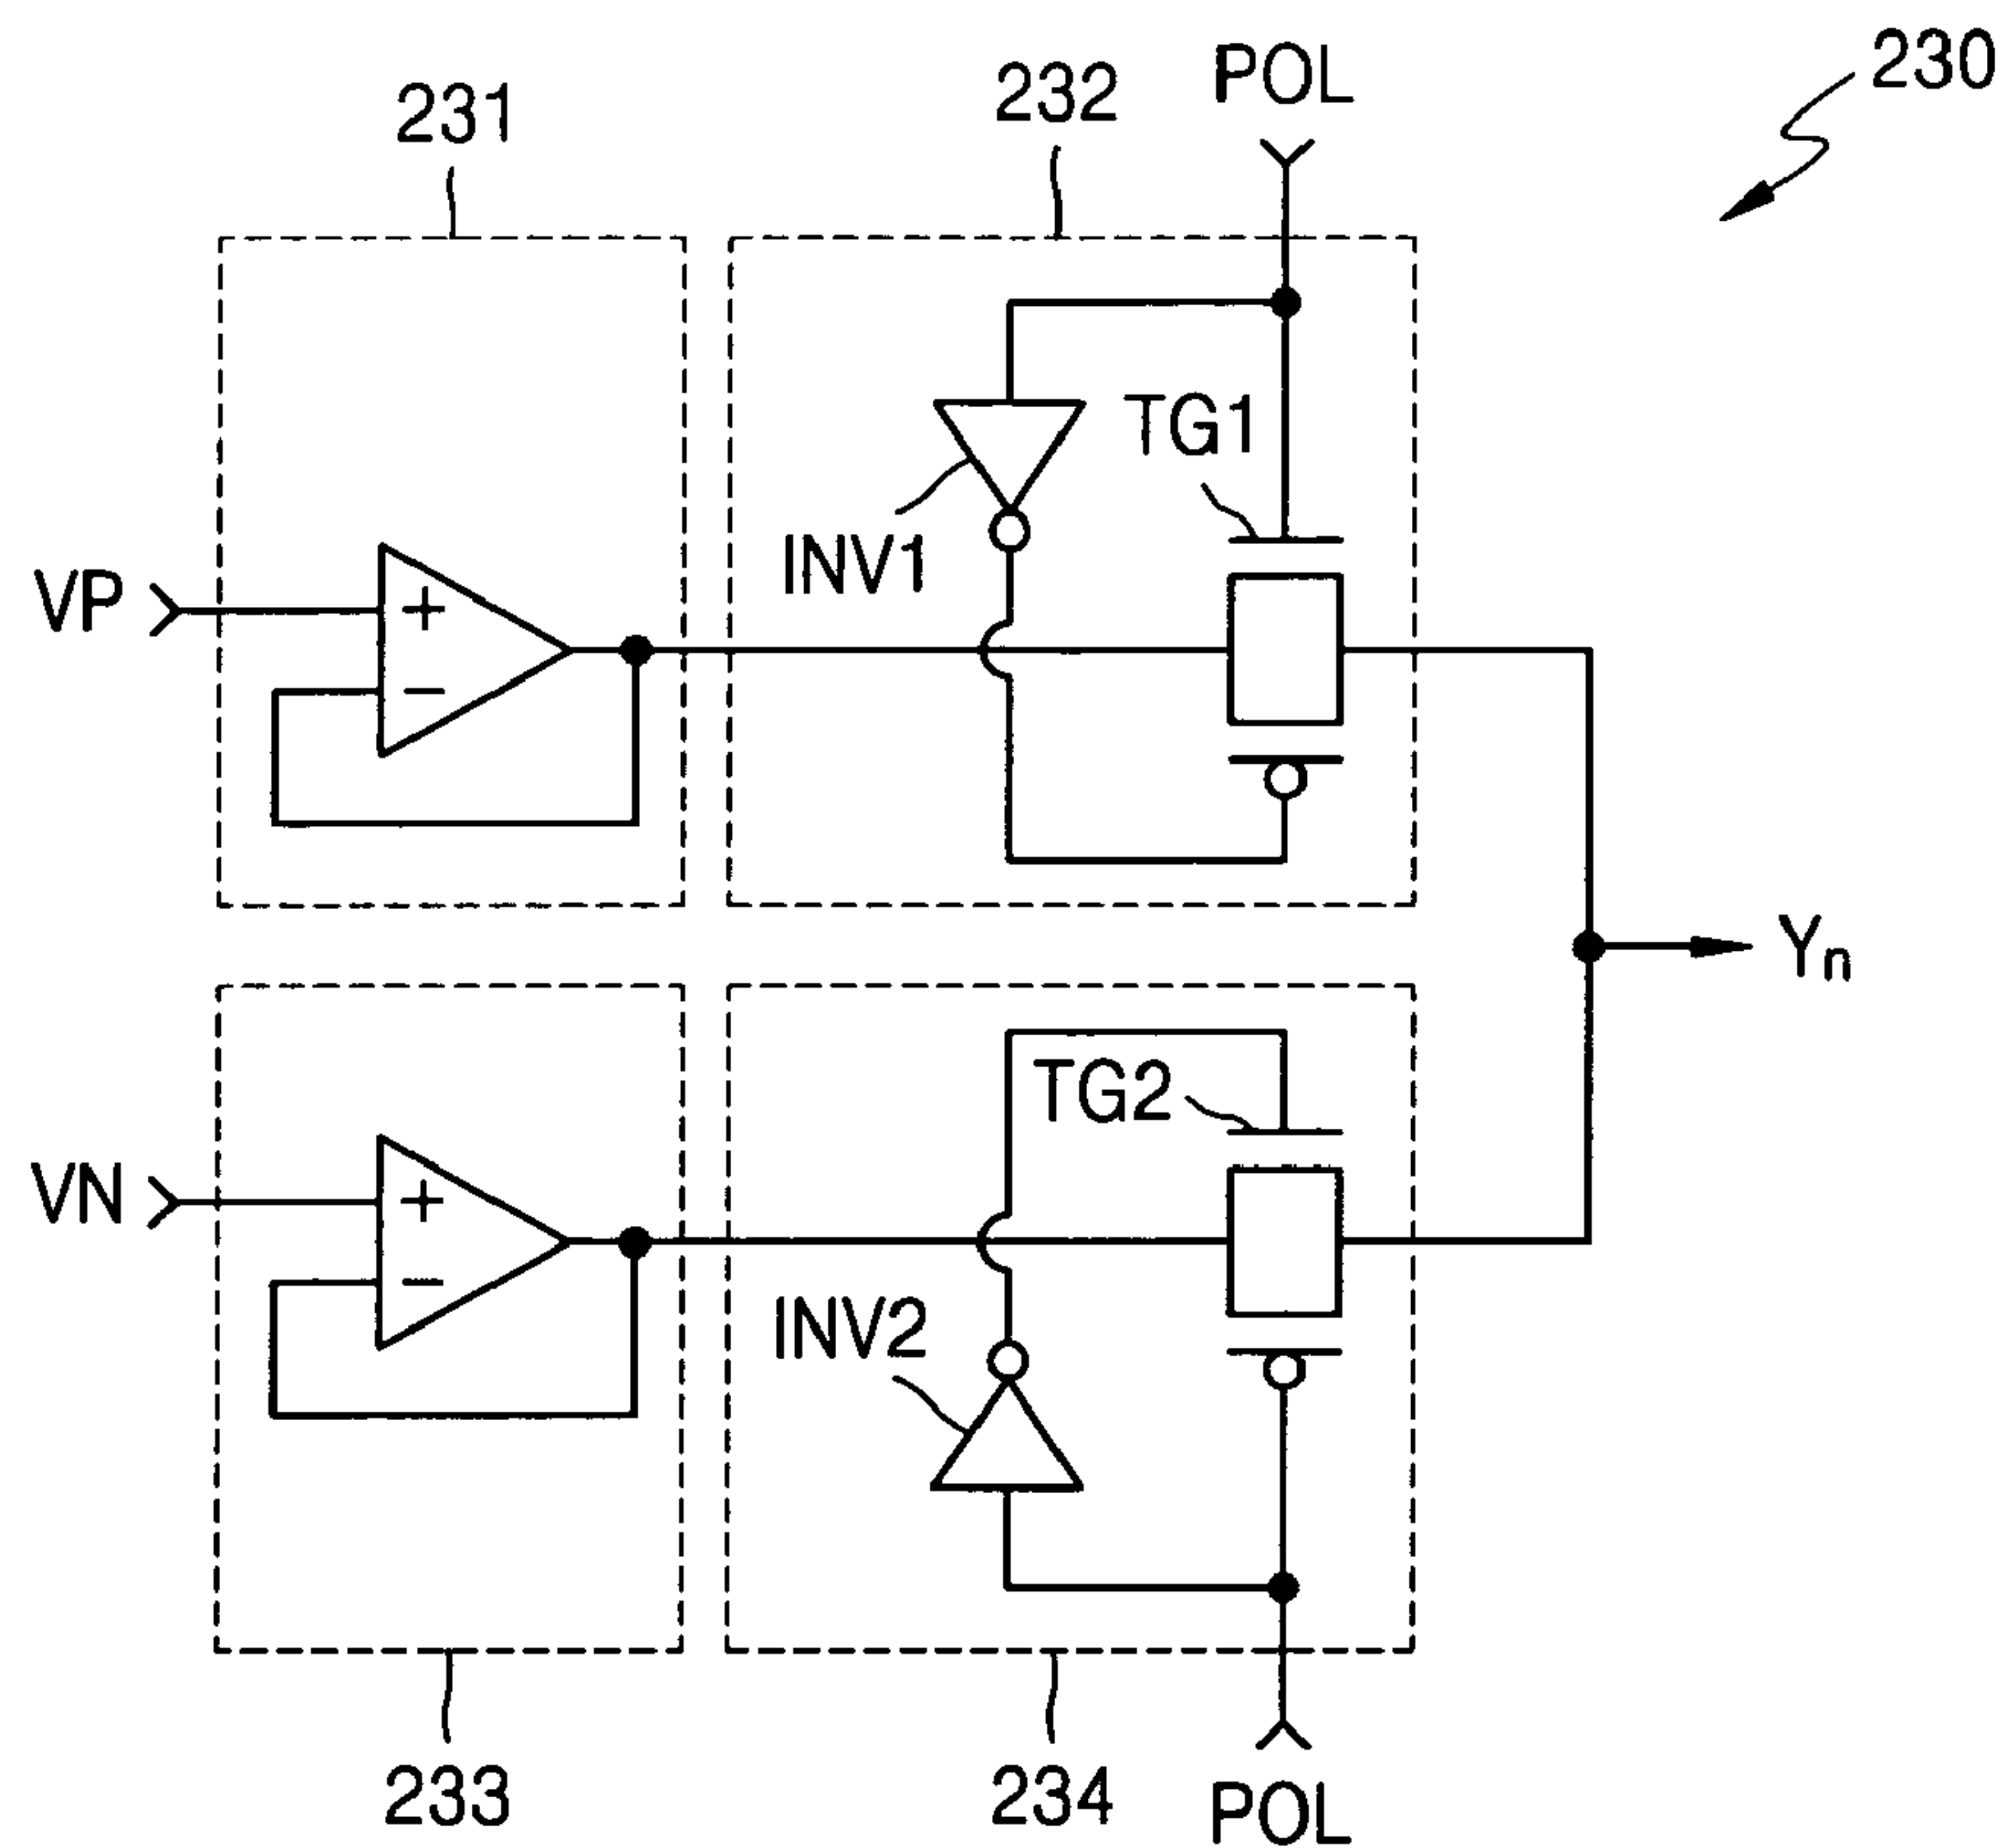 230
231
232
POL
TG1
INV1
VP
+
−
Yn
TG2
VN
+
−
INV2
233
234
POL